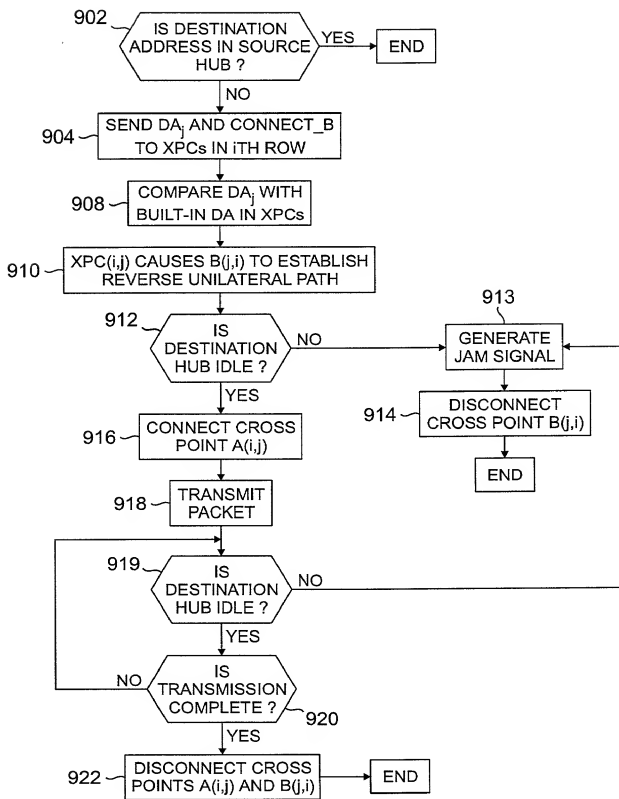 902
IS DESTINATION
ADDRESS IN SOURCE
HUB ?
YES
END
NO
904
SEND DAj AND CONNECT_B
TO XPCs IN iTH ROW
908
COMPARE DAj WITH
BUILT-IN DA IN XPCs
910
XPC(i,j) CAUSES B(j,i) TO ESTABLISH
REVERSE UNILATERAL PATH
912
IS
DESTINATION
HUB IDLE ?
NO
YES
913
GENERATE
JAM SIGNAL
914
DISCONNECT
CROSS POINT B(j,i)
END
916
CONNECT CROSS
POINT A(i,j)
918
TRANSMIT
PACKET
919
IS
DESTINATION
HUB IDLE ?
NO
YES
IS
TRANSMISSION
COMPLETE ?
NO
920
YES
922
DISCONNECT CROSS
POINTS A(i,j) AND B(j,i)
END